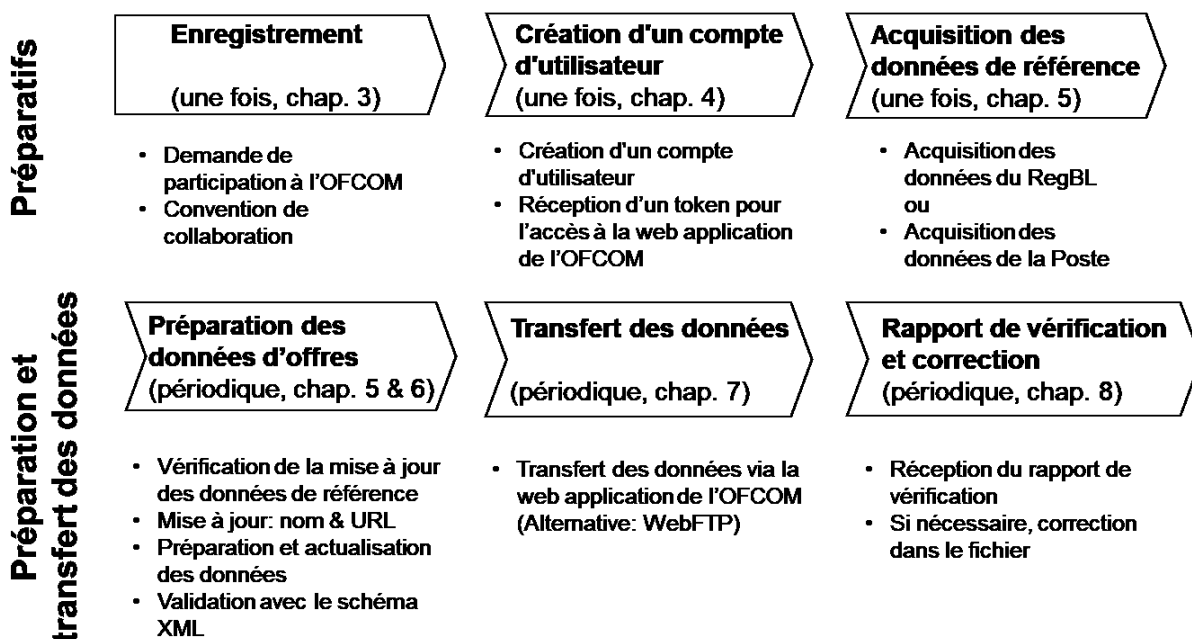 Préparatifs
Enregistrement
(une fois, chap. 3)
• Demande de
participation à l'OFCOM
• Convention de
collaboration
Création d'un compte
d'utilisateur
(une fois, chap. 4)
• Création d'un compte
d'utilisateur
• Réception d'un token pour
l'accès à la web application
de l'OFCOM
Acquisition des
données de référence
(une fois, chap. 5)
• Acquisition des
données du RegBL
ou
• Acquisition des
données de la Poste
Préparation et
transfert des données
Préparation des
données d'offres
(périodique, chap. 5 & 6)
• Vérification de la mise à jour
des données de référence
• Mise à jour: nom & URL
• Préparation et actualisation
des données
• Validation avec le schéma
XML
Transfert des données
(périodique, chap. 7)
• Transfert des données via la
web application de l'OFCOM
(Alternative: WebFTP)
Rapport de vérification
et correction
(périodique, chap. 8)
• Réception du rapport de
vérification
• Si nécessaire, correction
dans le fichier